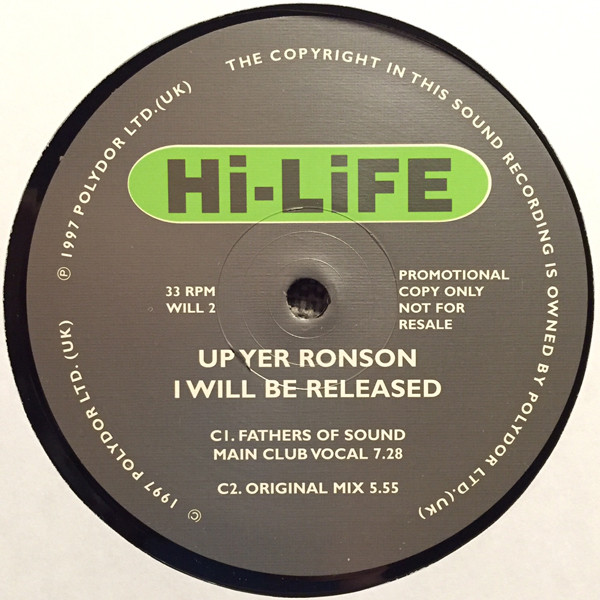 THE COPYRIGHT IN THIS SOUND RECORDING IS OWNED BY POLYDOR LTD.(UK)
℗ 1997 POLYDOR LTD.(UK)
© 1997 POLYDOR LTD. (UK)
Hi-LiFE
33 RPM
WILL 2
PROMOTIONAL
COPY ONLY
NOT FOR
RESALE
UP YER RONSON
I WILL BE RELEASED
C1. FATHERS OF SOUND
MAIN CLUB VOCAL 7.28
C2. ORIGINAL MIX 5.55